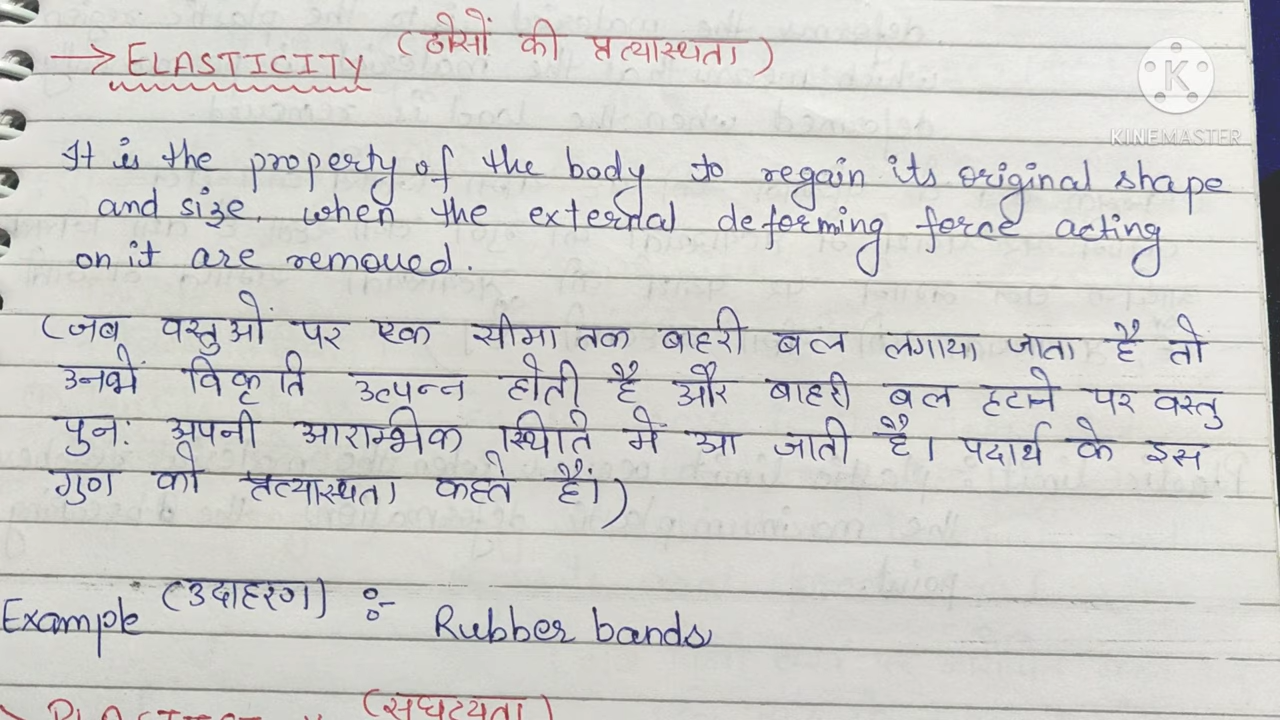 (ठोसों की प्रत्यास्थता)
→ ELASTICITY
K
KINEMASTER
It is the property of the body to regain its original shape
and size, when the external deforming force acting
on it are removed.
(जब वस्तुओं पर एक सीमा तक बाहरी बल लगाया जाता है तो
उनमें विकृति उत्पन्न होती है और बाहरी बल हटाने पर वस्तु
पुनः अपनी आरम्भिक स्थिति में आ जाती है। पदार्थ के इस
गुण को प्रत्यास्थता कहते हैं।)
Example (उदाहरण) :- Rubber bands
(सुघट्यता)